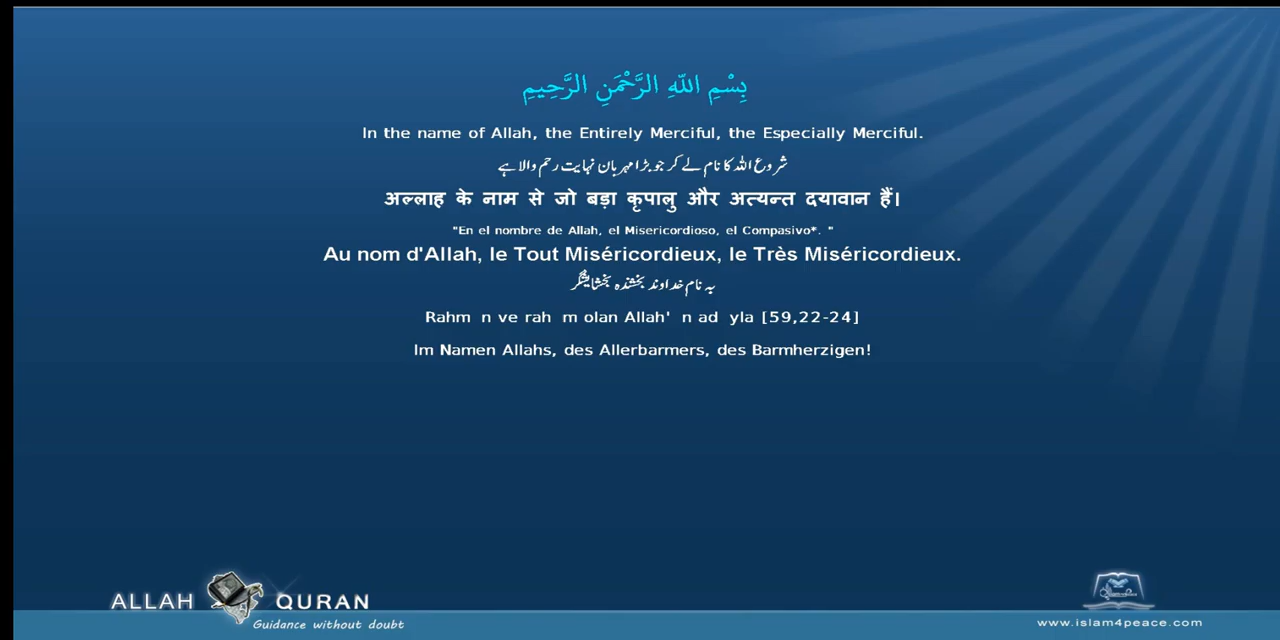 بِسْمِ اللَّهِ الرَّحْمَنِ الرَّحِيمِ
In the name of Allah, the Entirely Merciful, the Especially Merciful.
شروع اللہ کا نام لے کر جو بڑا مہربان نہایت رحم والا ہے
अल्लाह के नाम से जो बड़ा कृपालु और अत्यन्त दयावान हैं।
"En el nombre de Allah, el Misericordioso, el Compasivo*. "
Au nom d'Allah, le Tout Miséricordieux, le Très Miséricordieux.
به نام خداوند بخشنده بخشایشگر
Rahm n ve rah m olan Allah' n ad yla [59,22-24]
Im Namen Allahs, des Allerbarmers, des Barmherzigen!
ALLAH QURAN
Guidance without doubt
www.islam4peace.com